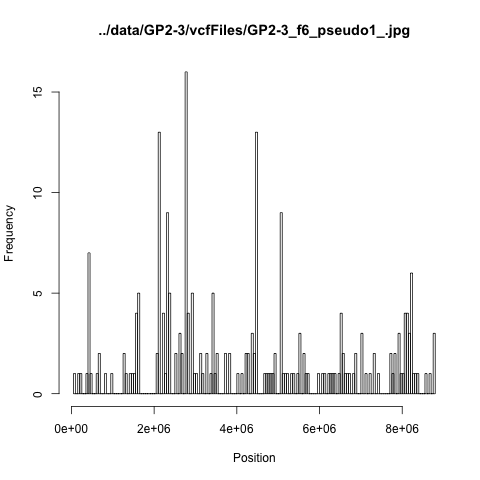 ../data/GP2-3/vcfFiles/GP2-3_f6_pseudo1_.jpg
15
10
5
0
Frequency
0e+00 2e+06 4e+06 6e+06 8e+06
Position